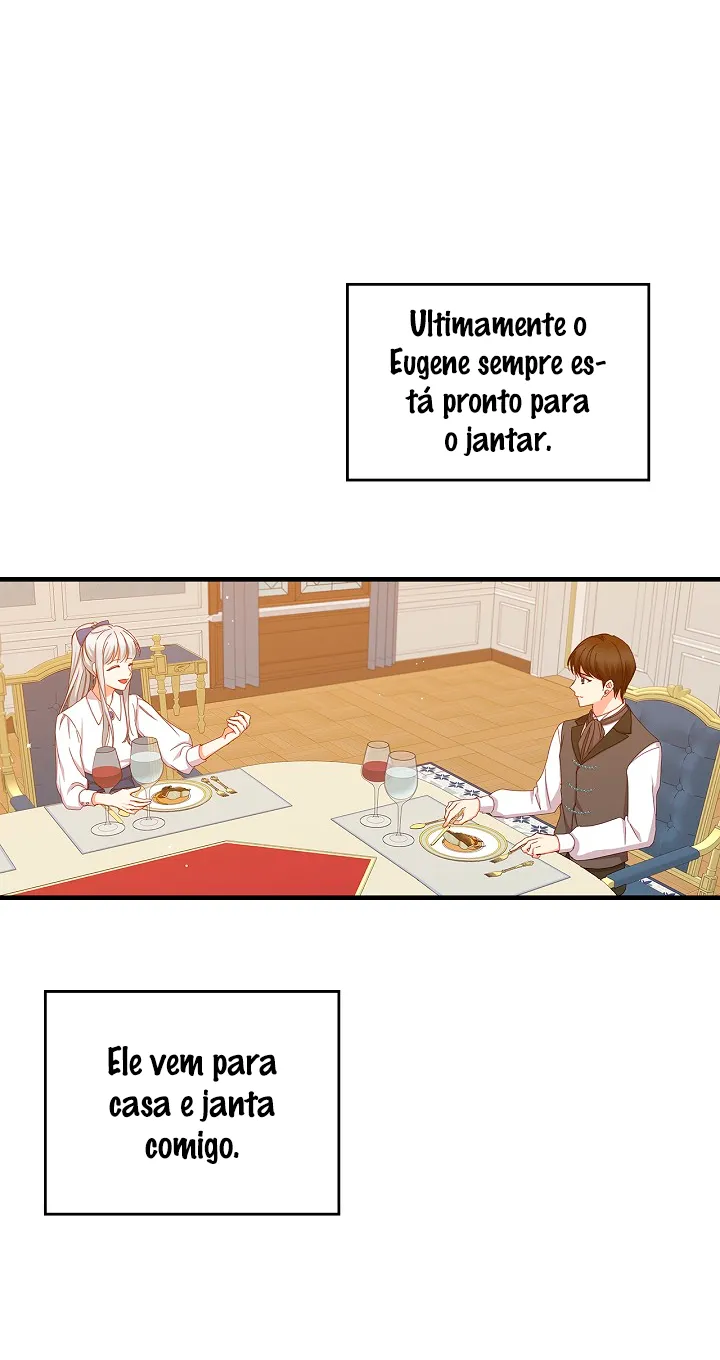 Ultimamente o
Eugene sempre es-
tá pronto para
o jantar.
Ele vem para
casa e janta
comigo.